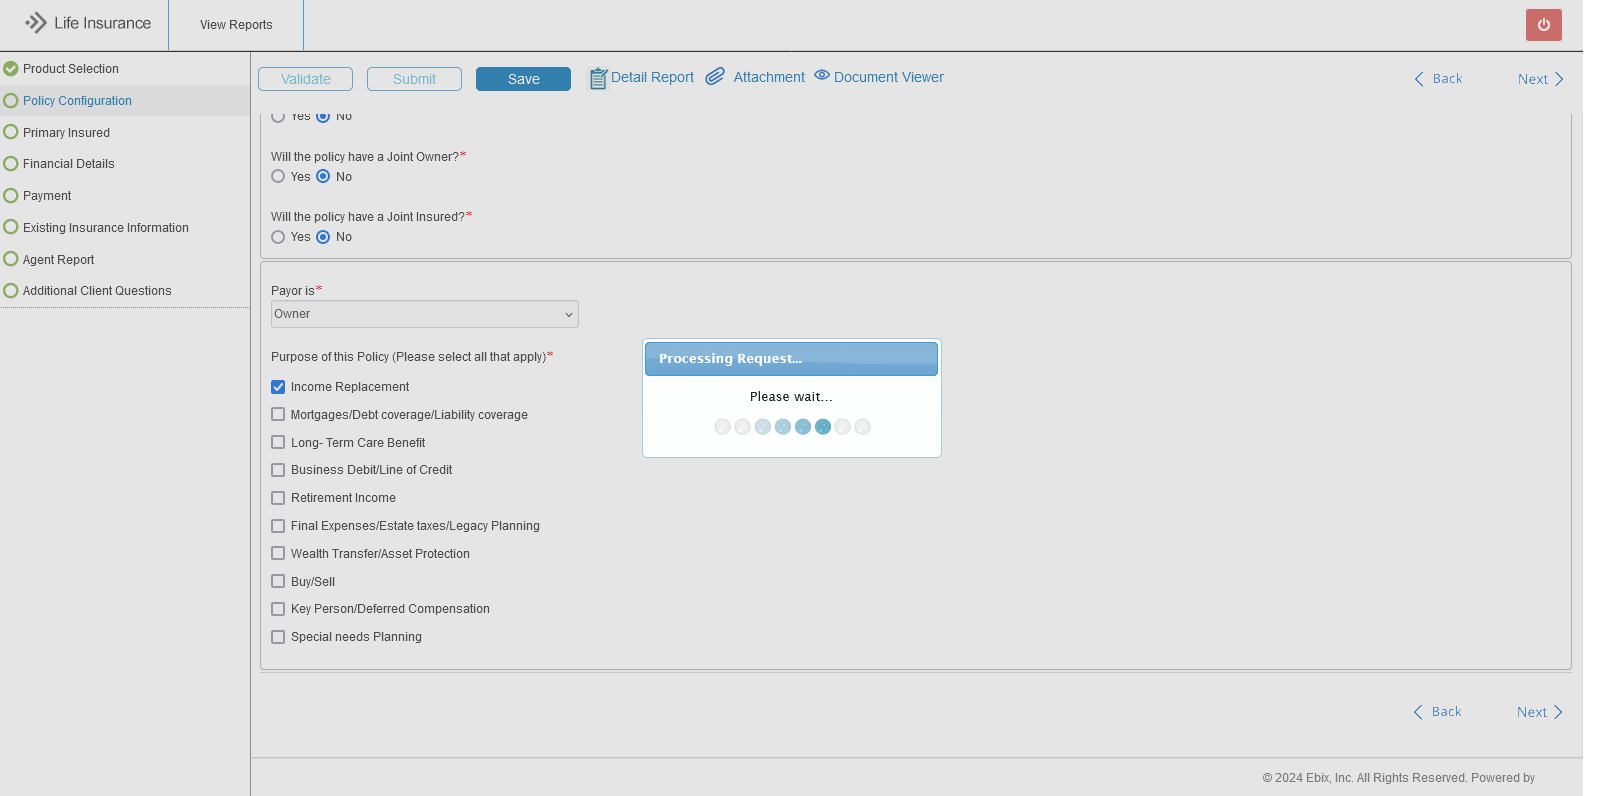 Life Insurance
View Reports
Product Selection
Policy Configuration
Primary Insured
Financial Details
Payment
Existing Insurance Information
Agent Report
Additional Client Questions
Validate
Submit
Save
Detail Report
Attachment
Document Viewer
Back
Next
Yes No
Will the policy have a Joint Owner?*
Yes No
Will the policy have a Joint Insured?*
Yes No
Payor is*
Owner
Purpose of this Policy (Please select all that apply)*
Income Replacement
Mortgages/Debt coverage/Liability coverage
Long- Term Care Benefit
Business Debit/Line of Credit
Retirement Income
Final Expenses/Estate taxes/Legacy Planning
Wealth Transfer/Asset Protection
Buy/Sell
Key Person/Deferred Compensation
Special needs Planning
Processing Request...
Please wait...
Back
Next
© 2024 Ebix, Inc. All Rights Reserved. Powered by